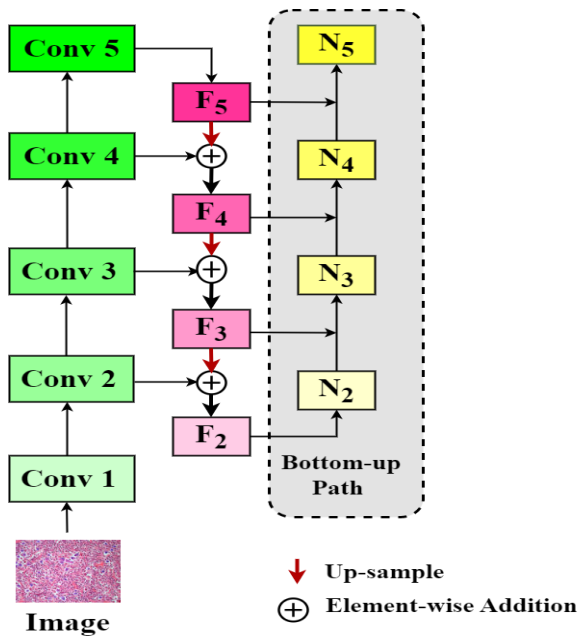 Conv 5
N5
F5
Conv 4
+
N4
F4
Conv 3
+
N3
F3
Conv 2
+
N2
F2
Conv 1
Bottom-up
Path
Image
Up-sample
+ Element-wise Addition